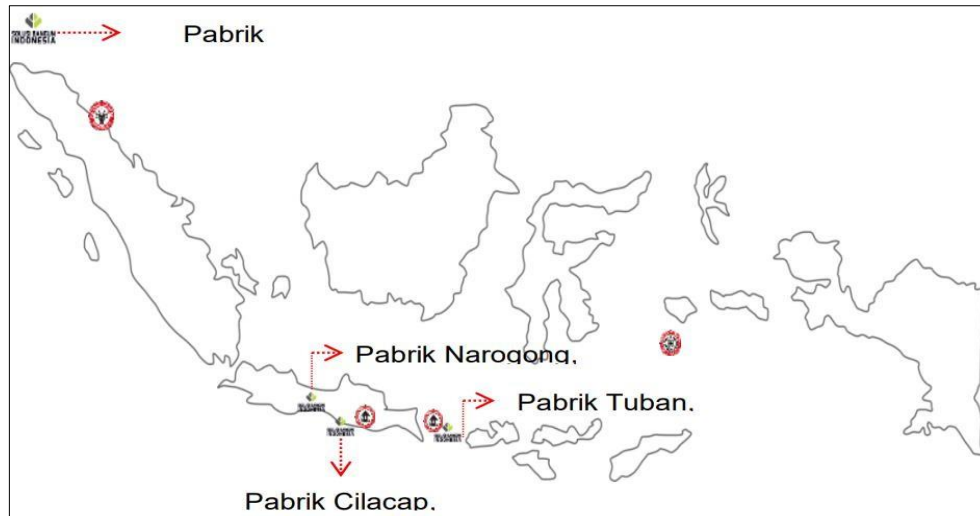 SOLUSI BANGUN
INDONESIA
Pabrik
Pabrik Narogong,
Pabrik Tuban,
Pabrik Cilacap,